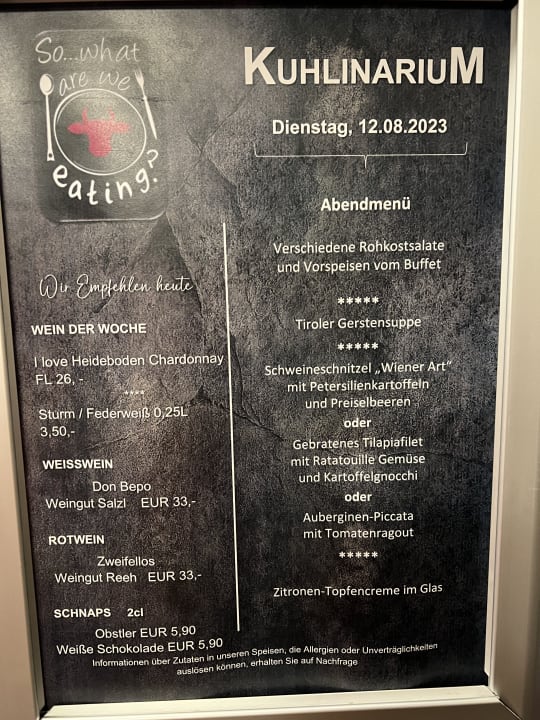 So...what
are we
eating?
KUHLINARIUM
Dienstag, 12.08.2023
Abendmenü
Verschiedene Rohkostsalate
und Vorspeisen vom Buffet
*****
Tiroler Gerstensuppe
*****
Schweineschnitzel „Wiener Art“
mit Petersilienkartoffeln
und Preiselbeeren
oder
Gebratenes Tilapiafilet
mit Ratatouille Gemüse
und Kartoffelgnocchi
oder
Auberginen-Piccata
mit Tomatenragout
*****
Zitronen-Topfencreme im Glas
Wir Empfehlen heute
WEIN DER WOCHE
I love Heideboden Chardonnay
FL 26, -
****
Sturm / Federweiß 0,25L
3,50,-
WEISSWEIN
Don Bepo
Weingut Salzl EUR 33,-
ROTWEIN
Zweifellos
Weingut Reeh EUR 33,-
SCHNAPS 2cl
Obstler EUR 5,90
Weiße Schokolade EUR 5,90
Informationen über Zutaten in unseren Speisen, die Allergien oder Unverträglichkeiten
auslösen können, erhalten Sie auf Nachfrage